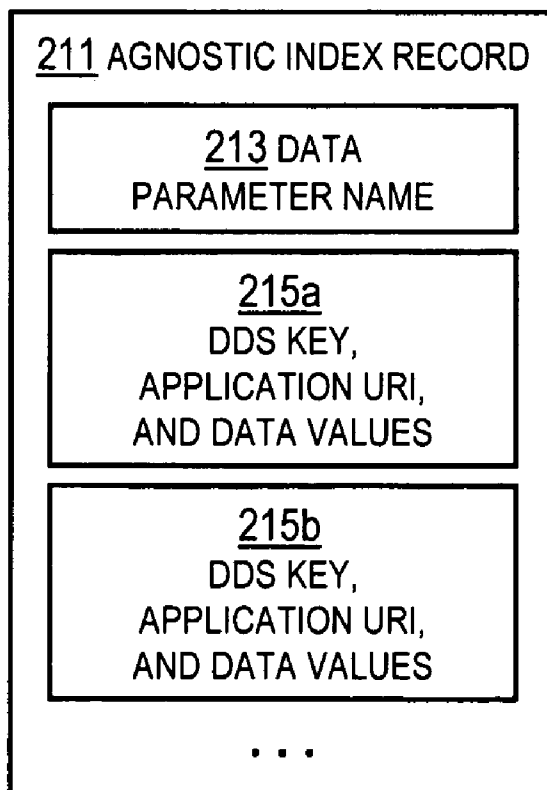 211 AGNOSTIC INDEX RECORD
213 DATA
PARAMETER NAME
215a
DDS KEY,
APPLICATION URI,
AND DATA VALUES
215b
DDS KEY,
APPLICATION URI,
AND DATA VALUES
...